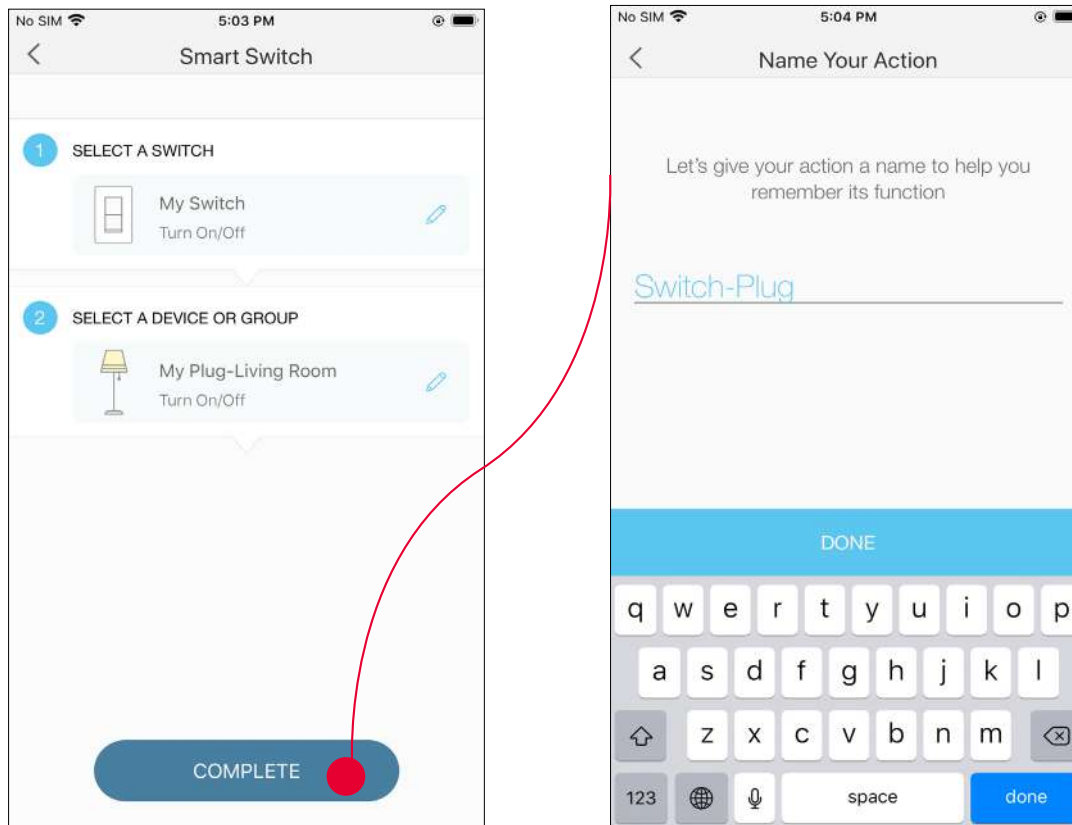 No SIM 5:03 PM
Smart Switch
1 SELECT A SWITCH
My Switch
Turn On/Off
2 SELECT A DEVICE OR GROUP
My Plug-Living Room
Turn On/Off
COMPLETE
No SIM 5:04 PM
Name Your Action
Let's give your action a name to help you
remember its function
Switch-Plug
DONE
q w e r t y u i o p
a s d f g h j k l
z x c v b n m
123 space done